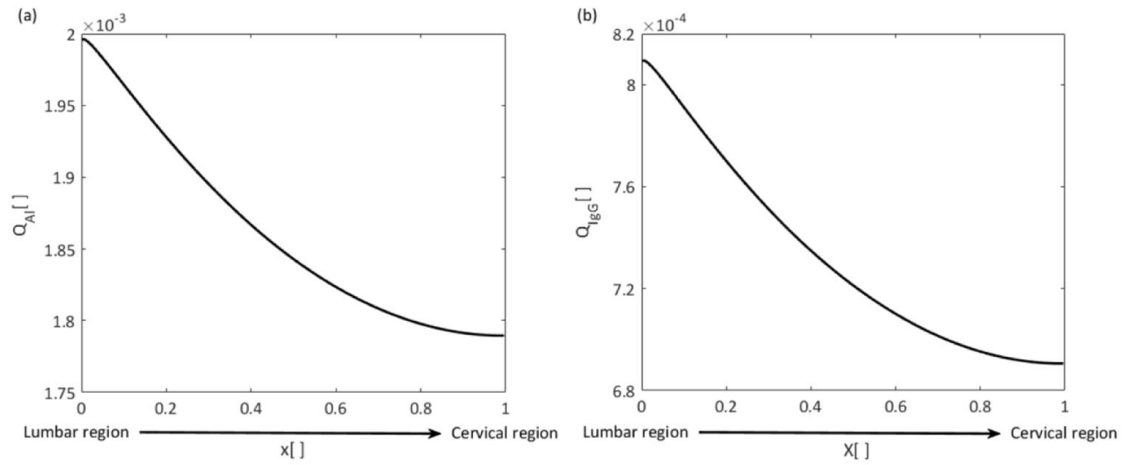 (a)
×10⁻³
2
1.95
1.9
1.85
1.8
1.75
Q_Al[ ]
0 0.2 0.4 0.6 0.8 1
Lumbar region Cervical region
x[ ]
(b)
×10⁻⁴
8.2
8
7.6
7.2
6.8
Q_IgG[ ]
0 0.2 0.4 0.6 0.8 1
Lumbar region Cervical region
X[ ]